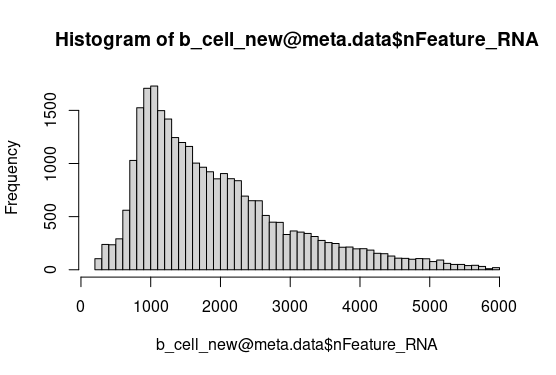 Histogram of b_cell_new@meta.data$nFeature_RNA
Frequency
1500
1000
500
0
0 1000 2000 3000 4000 5000 6000
b_cell_new@meta.data$nFeature_RNA